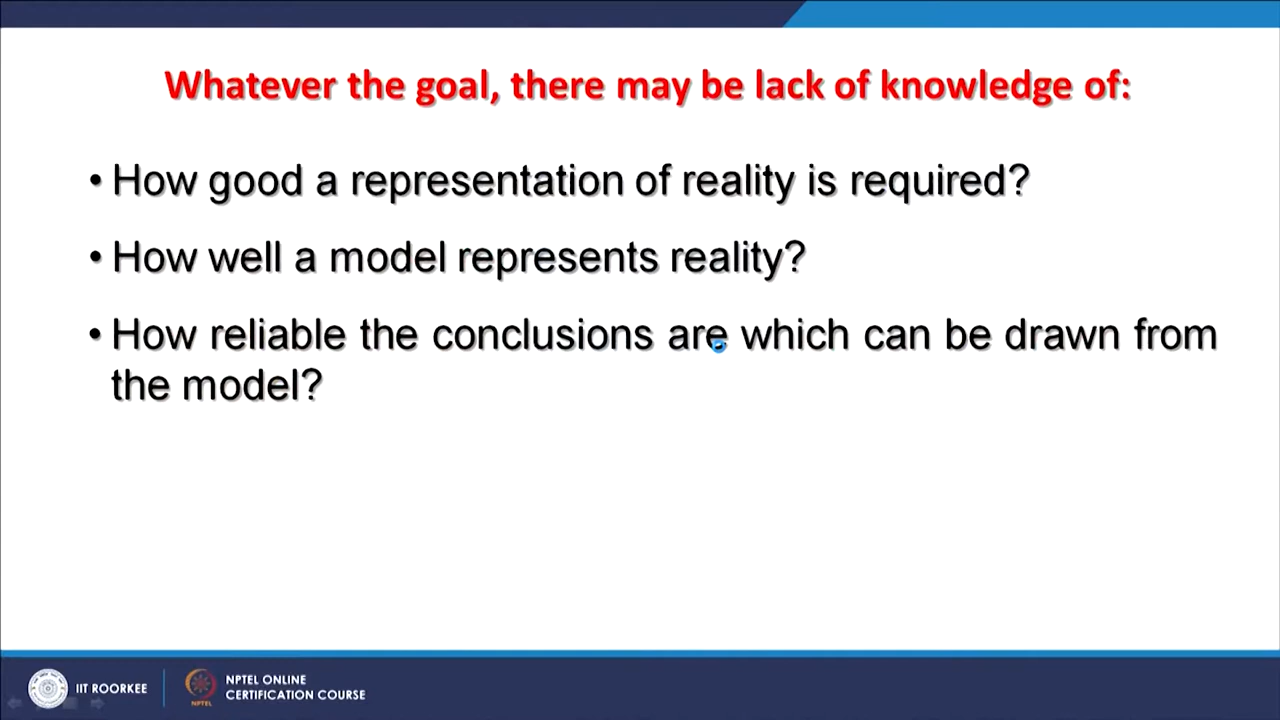 Whatever the goal, there may be lack of knowledge of:
• How good a representation of reality is required?
• How well a model represents reality?
• How reliable the conclusions are which can be drawn from
the model?
IIT ROORKEE
NPTEL ONLINE
CERTIFICATION COURSE
NPTEL